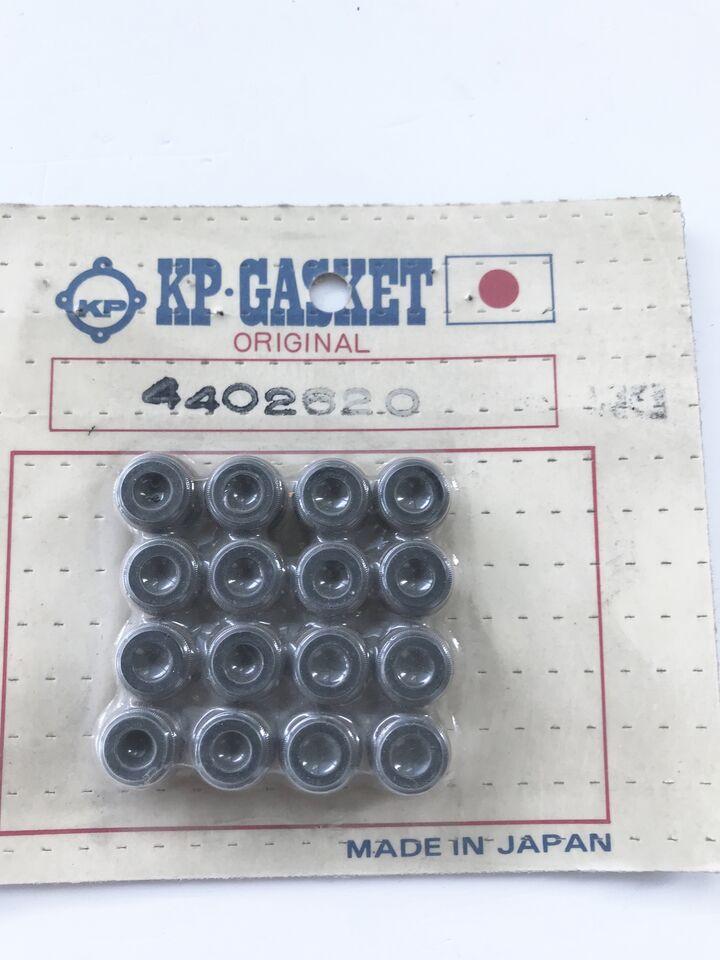 KP
KP·GASKET
ORIGINAL
4402620
MADE IN JAPAN